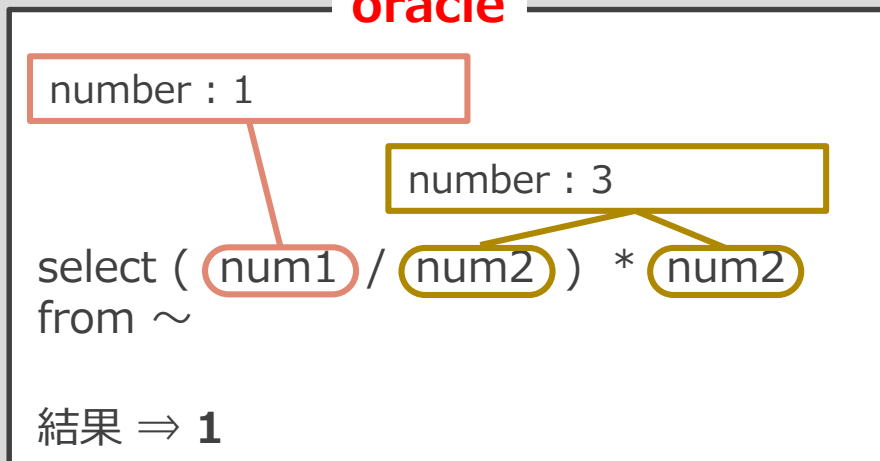 oracle
number : 1
number : 3
select ( num1 / num2 ) * num2
from ～
結果 ⇒ 1